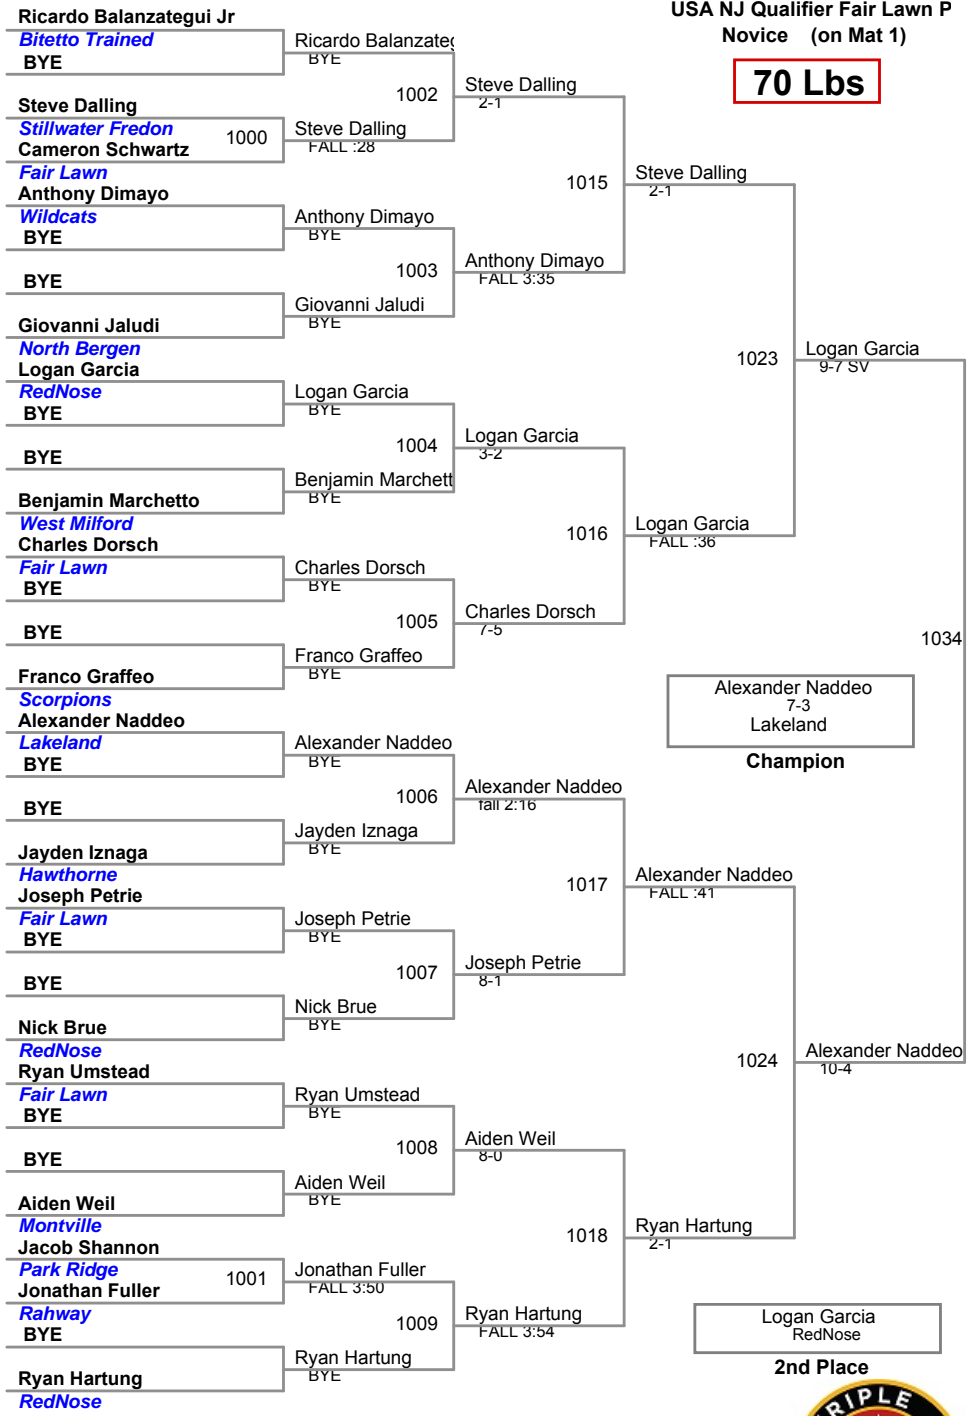 USA NJ Qualifier Fair Lawn P
Novice (on Mat 1)
70 Lbs
Ricardo Balanzategui Jr
Bitetto Trained
BYE
Steve Dalling
Stillwater Fredon
Cameron Schwartz
Fair Lawn
Anthony Dimayo
Wildcats
BYE
BYE
Giovanni Jaludi
North Bergen
Logan Garcia
RedNose
BYE
BYE
Benjamin Marchetto
West Milford
Charles Dorsch
Fair Lawn
BYE
BYE
Franco Graffeo
Scorpions
Alexander Naddeo
Lakeland
BYE
BYE
Jayden Iznaga
Hawthorne
Joseph Petrie
Fair Lawn
BYE
BYE
Nick Brue
RedNose
Ryan Umstead
Fair Lawn
BYE
BYE
Aiden Weil
Montville
Jacob Shannon
Park Ridge
Jonathan Fuller
Rahway
BYE
Ryan Hartung
RedNose
1000
1001
Ricardo Balanzateg
BYE
Steve Dalling
FALL :28
Anthony Dimayo
BYE
Giovanni Jaludi
BYE
Logan Garcia
BYE
Benjamin Marchett
BYE
Charles Dorsch
BYE
Franco Graffeo
BYE
Alexander Naddeo
BYE
Jayden Iznaga
BYE
Joseph Petrie
BYE
Nick Brue
BYE
Ryan Umstead
BYE
Aiden Weil
BYE
Jonathan Fuller
FALL 3:50
Ryan Hartung
BYE
1002
1003
1004
1005
1006
1007
1008
1009
Steve Dalling
2-1
Anthony Dimayo
FALL 3:35
Logan Garcia
3-2
Charles Dorsch
7-5
Alexander Naddeo
fall 2:16
Joseph Petrie
8-1
Aiden Weil
8-0
Ryan Hartung
FALL 3:54
1015
1016
1017
1018
Steve Dalling
2-1
Logan Garcia
FALL :36
Alexander Naddeo
FALL :41
Ryan Hartung
2-1
1023
1024
Logan Garcia
9-7 SV
Alexander Naddeo
10-4
1034
Alexander Naddeo
7-3
Lakeland
Champion
Logan Garcia
RedNose
2nd Place
TRIPLE